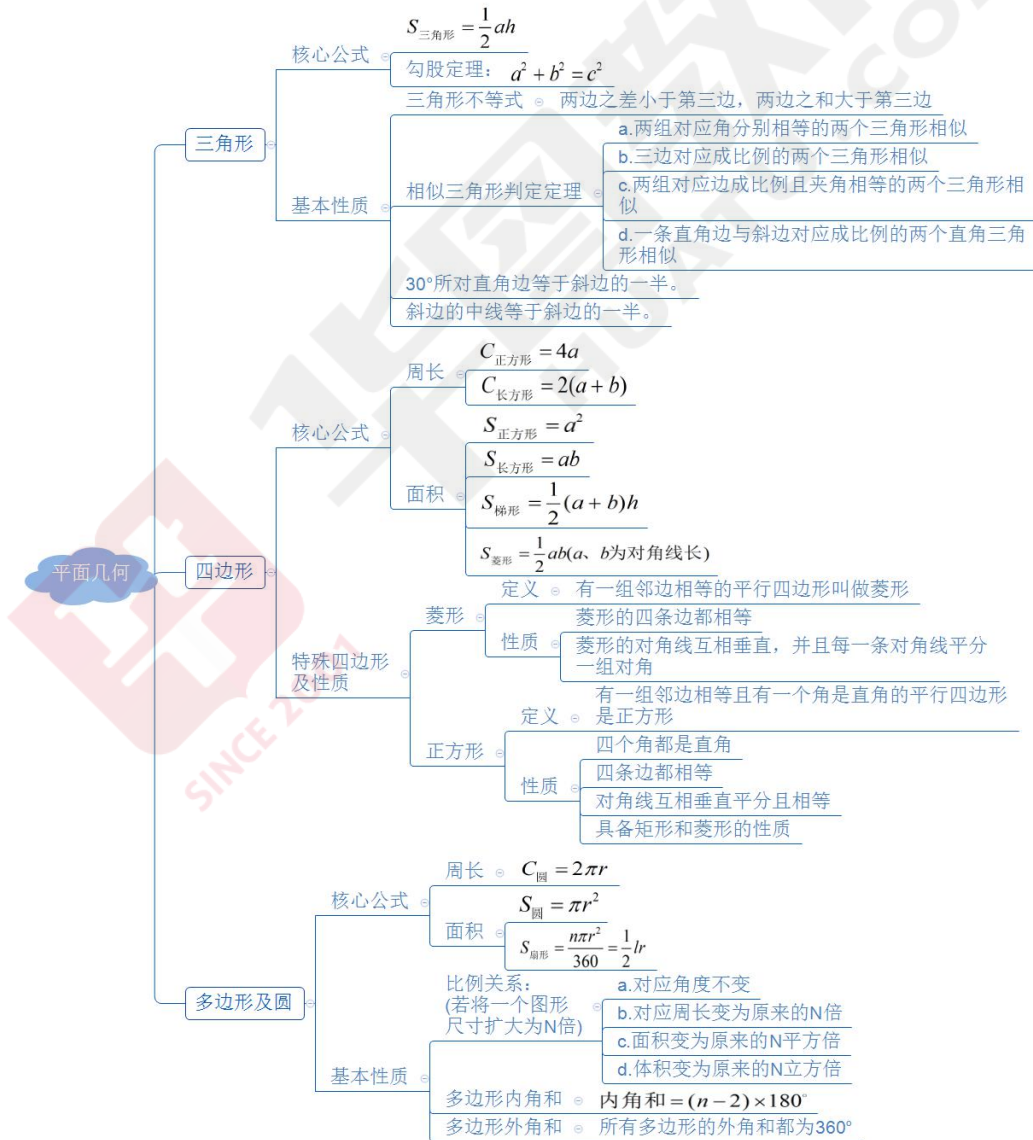 S三角形 = 1/2 ah
核心公式
勾股定理： a² + b² = c²
三角形不等式 两边之差小于第三边，两边之和大于第三边
三角形
a.两组对应角分别相等的两个三角形相似
b.三边对应成比例的两个三角形相似
相似三角形判定定理
c.两组对应边成比例且夹角相等的两个三角形相
似
基本性质
d.一条直角边与斜边对应成比例的两个直角三角
形相似
30°所对直角边等于斜边的一半。
斜边的中线等于斜边的一半。
C正方形 = 4a
周长
C长方形 = 2(a + b)
核心公式
S正方形 = a²
S长方形 = ab
面积
S梯形 = 1/2 (a + b)h
S菱形 = 1/2 ab(a、b为对角线长)
平面几何
四边形
定义 有一组邻边相等的平行四边形叫做菱形
菱形
菱形的四条边都相等
性质
菱形的对角线互相垂直，并且每一条对角线平分
一组对角
特殊四边形
及性质
有一组邻边相等且有一个角是直角的平行四边形
定义 是正方形
正方形
四个角都是直角
四条边都相等
性质
对角线互相垂直平分且相等
具备矩形和菱形的性质
周长 C圆 = 2πr
核心公式
S圆 = πr²
面积
S扇形 = nπr²/360 = 1/2 lr
多边形及圆
比例关系：
(若将一个图形
尺寸扩大为N倍)
a.对应角度不变
b.对应周长变为原来的N倍
c.面积变为原来的N平方倍
d.体积变为原来的N立方倍
基本性质
多边形内角和 内角和 = (n − 2) × 180°
多边形外角和 所有多边形的外角和都为360°
华图教
HUATU.CO
SINCE 2001